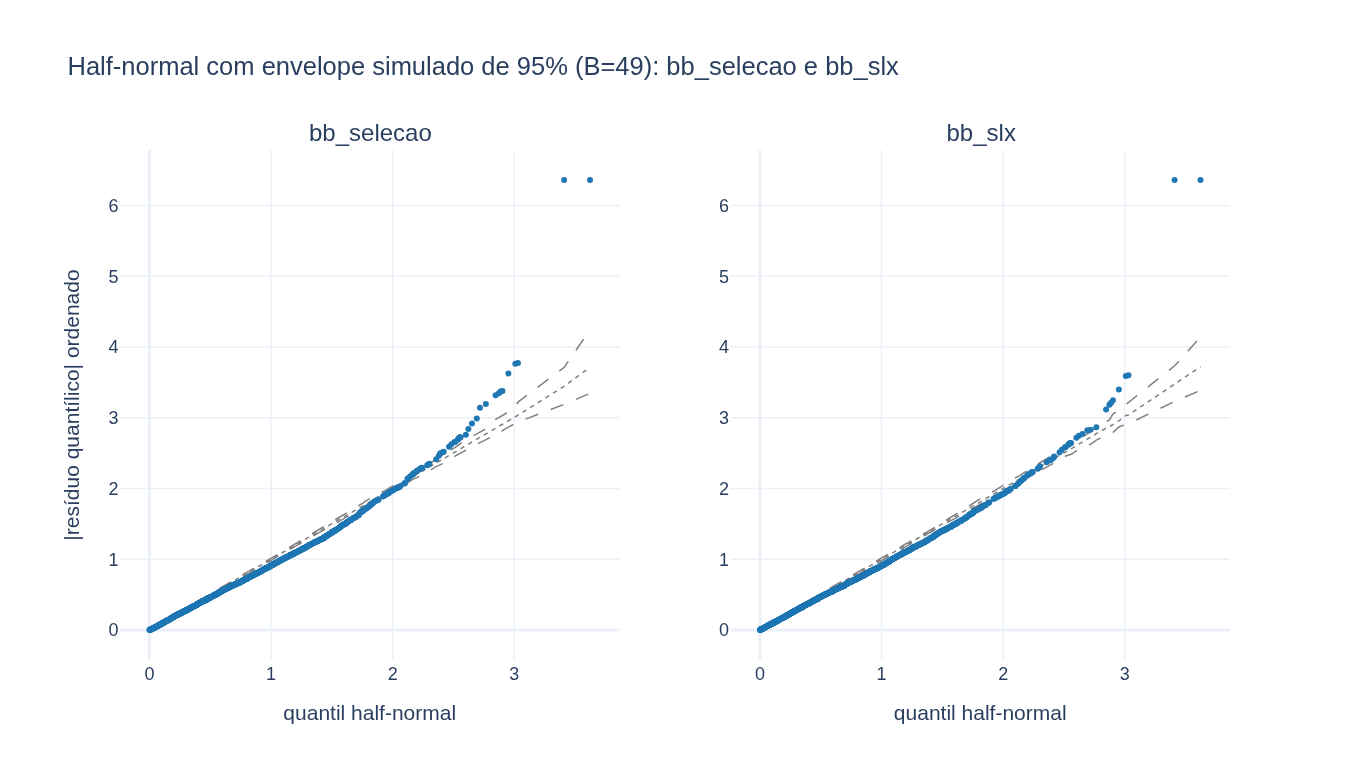 Half-normal com envelope simulado de 95% (B=49): bb_selecao e bb_slx
bb_selecao
bb_slx
|resíduo quantílico| ordenado
6
5
4
3
2
1
0
0 1 2 3
quantil half-normal
6
5
4
3
2
1
0
0 1 2 3
quantil half-normal